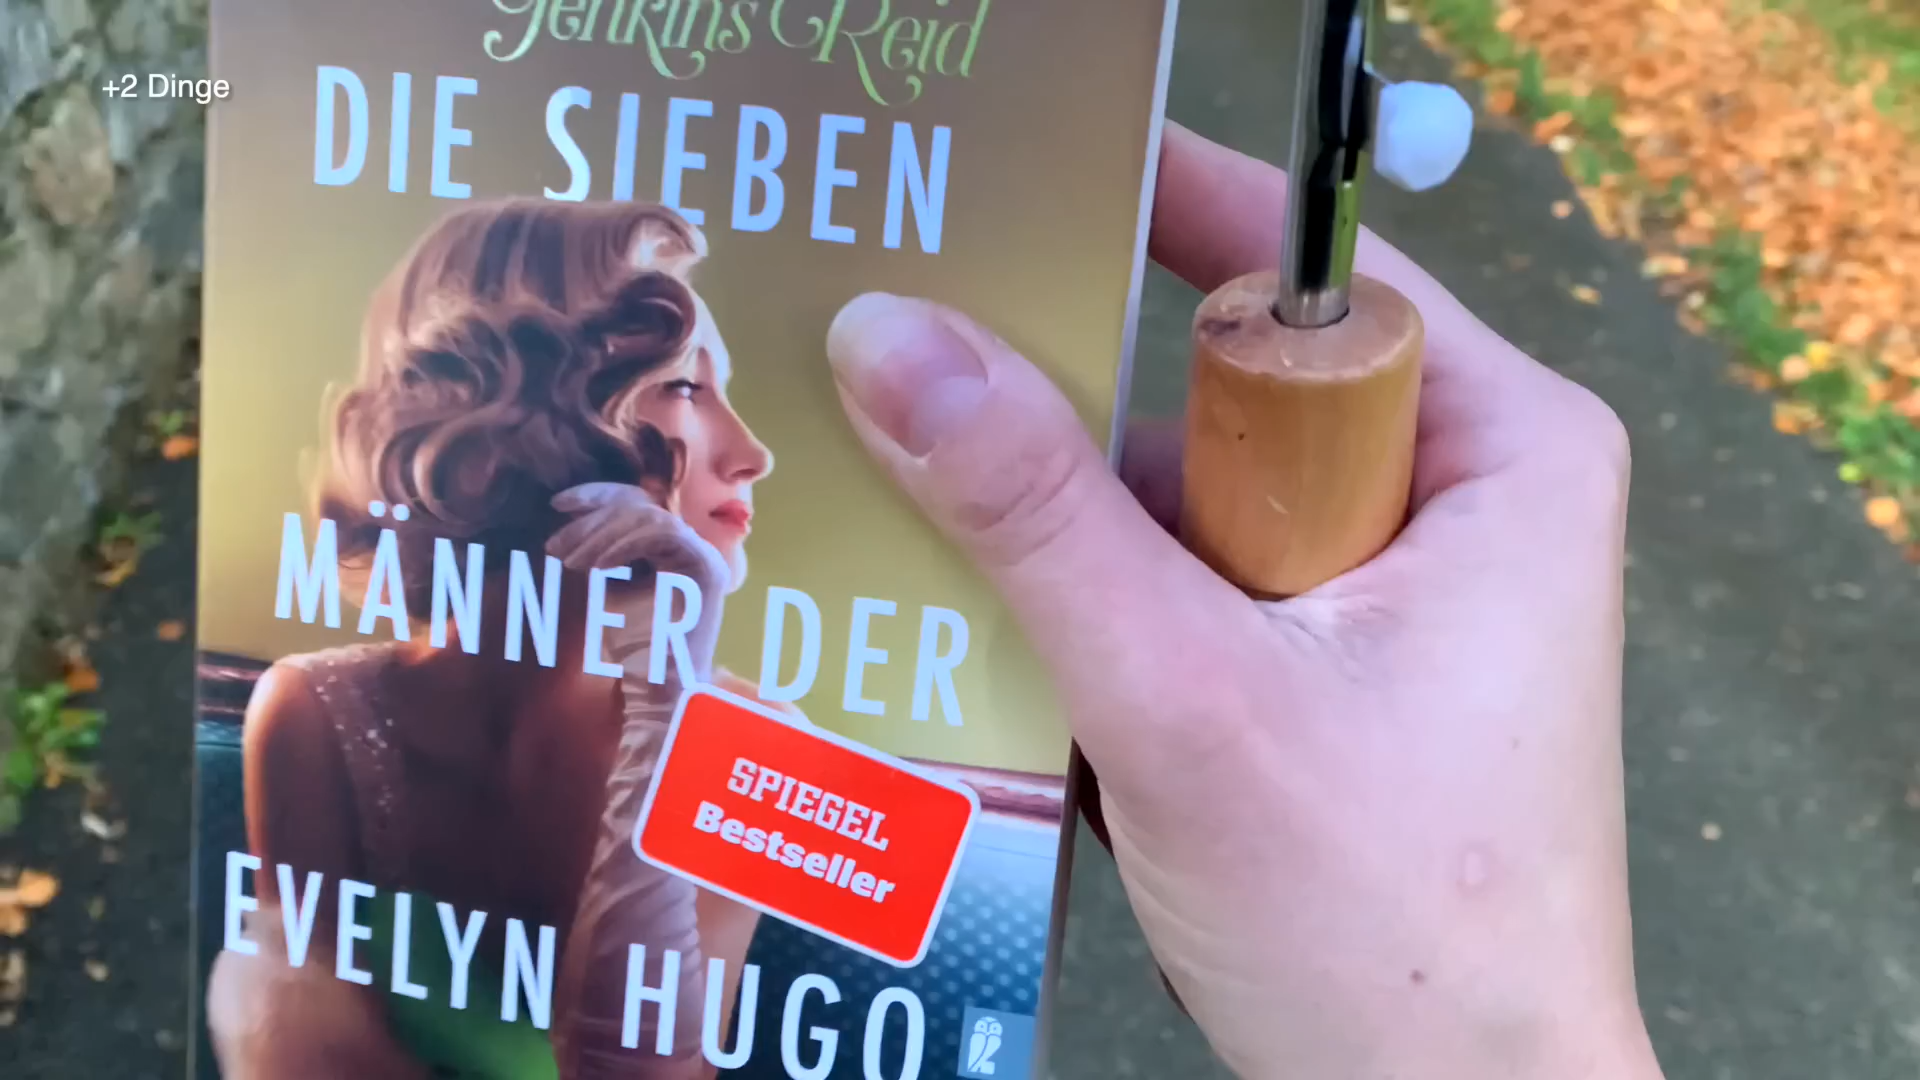 +2 Dinge
Jenkins Reid
DIE SIEBEN
MÄNNER DER
SPIEGEL
Bestseller
EVELYN HUGO